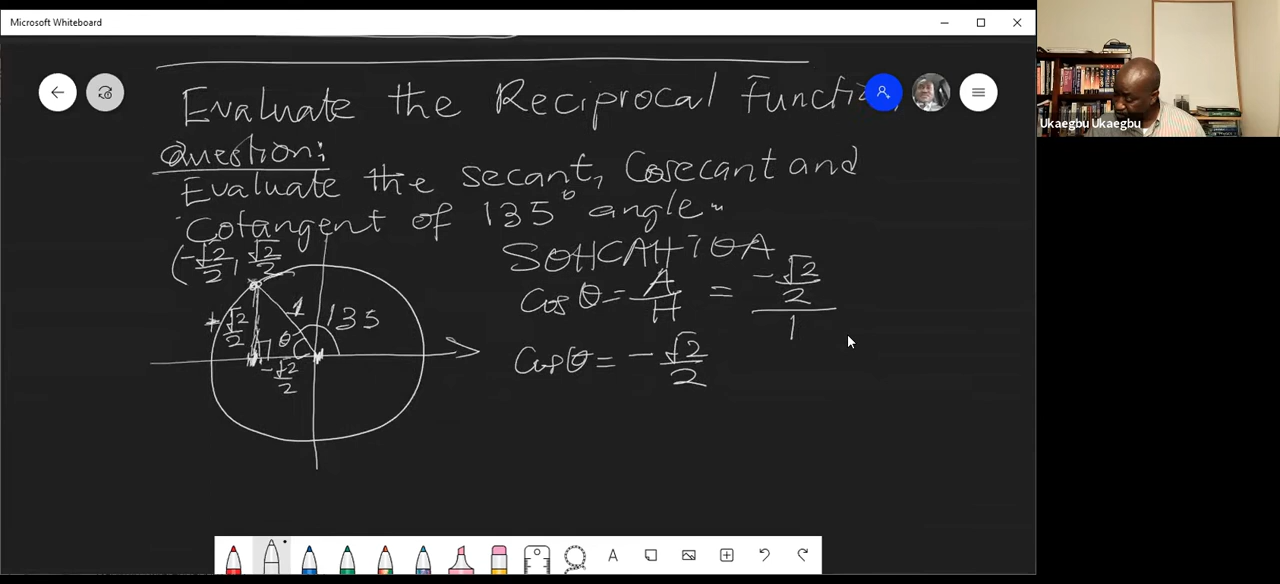 Microsoft Whiteboard
Evaluate the Reciprocal Functi
Question:
Evaluate the secant, Cosecant and
Cotangent of 135° angle
(-√2/2, √2/2
SOHCAHTOA
Cos θ = A/H = -√2/2 / 1
+√2/2
1
135
θ
-√2/2
Cos θ = -√2/2
Ukaegbu Ukaegbu
A